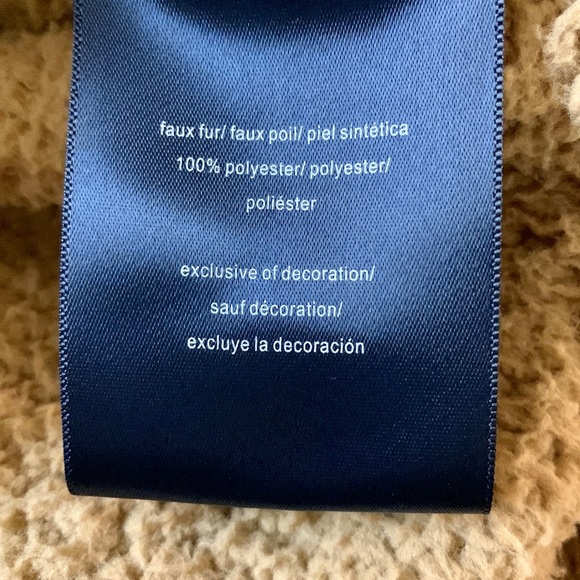 faux fur/ faux poil/ piel sintética
100% polyester/ polyester/
poliéster
exclusive of decoration/
sauf décoration/
excluye la decoración